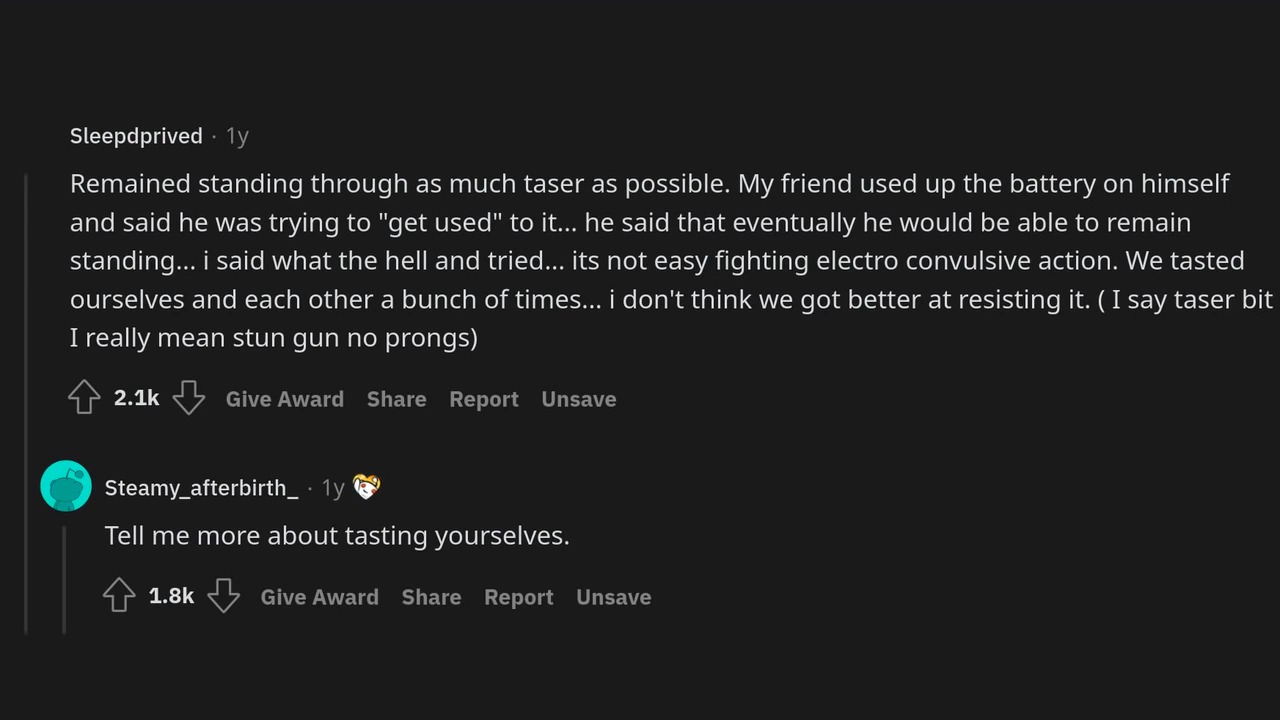 Sleepdprived · 1y
Remained standing through as much taser as possible. My friend used up the battery on himself
and said he was trying to "get used" to it... he said that eventually he would be able to remain
standing... i said what the hell and tried... its not easy fighting electro convulsive action. We tasted
ourselves and each other a bunch of times... i don't think we got better at resisting it. ( I say taser bit
I really mean stun gun no prongs)
2.1k Give Award Share Report Unsave
Steamy_afterbirth_ · 1y
Tell me more about tasting yourselves.
1.8k Give Award Share Report Unsave